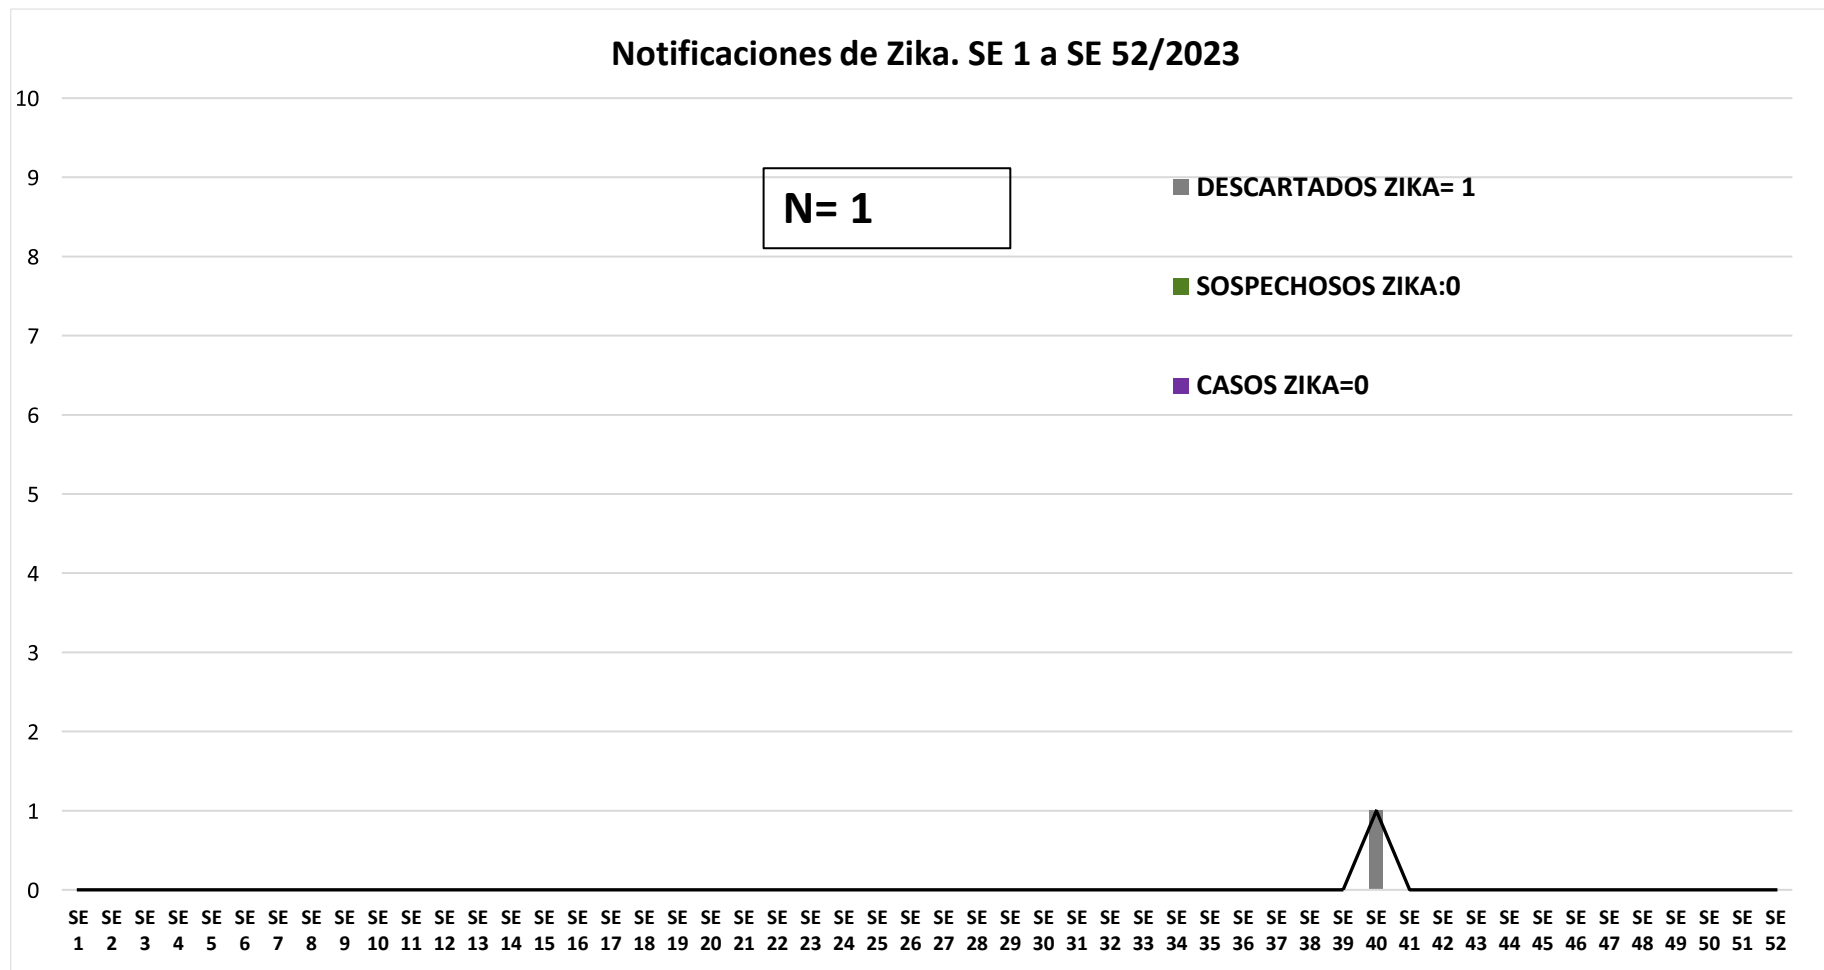 Notificaciones de Zika. SE 1 a SE 52/2023
10
9
8
7
6
5
4
3
2
1
0
N= 1
DESCARTADOS ZIKA= 1
SOSPECHOSOS ZIKA:0
CASOS ZIKA=0
SE SE SE SE SE SE SE SE SE SE SE SE SE SE SE SE SE SE SE SE SE SE SE SE SE SE SE SE SE SE SE SE SE SE SE SE SE SE SE SE SE SE SE SE SE SE SE SE SE SE SE SE
1 2 3 4 5 6 7 8 9 10 11 12 13 14 15 16 17 18 19 20 21 22 23 24 25 26 27 28 29 30 31 32 33 34 35 36 37 38 39 40 41 42 43 44 45 46 47 48 49 50 51 52